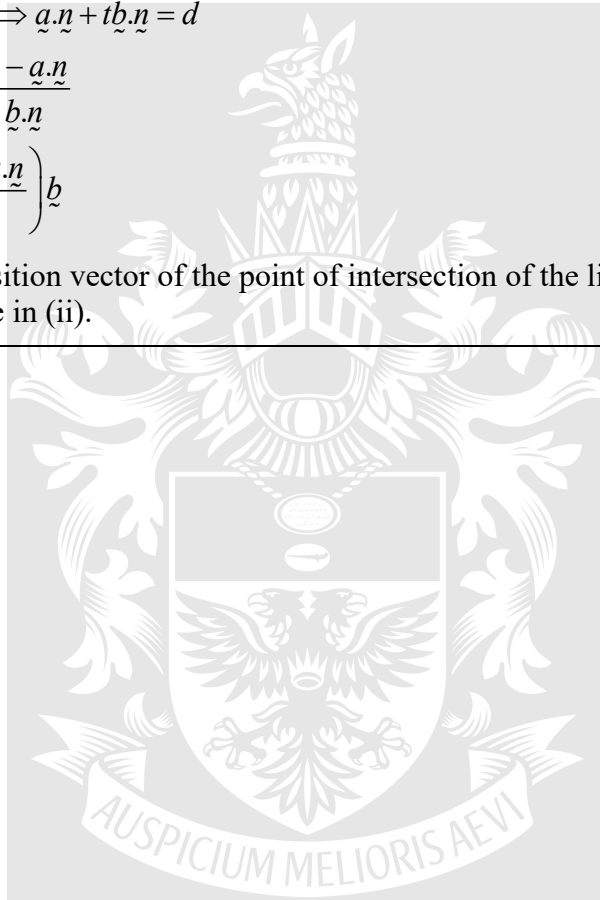 ⇒ a.n + tb.n = d
− a.n
b.n
.n
) b
sition vector of the point of intersection of the li
e in (ii).
AUSPICIUM MELIORIS AEVI